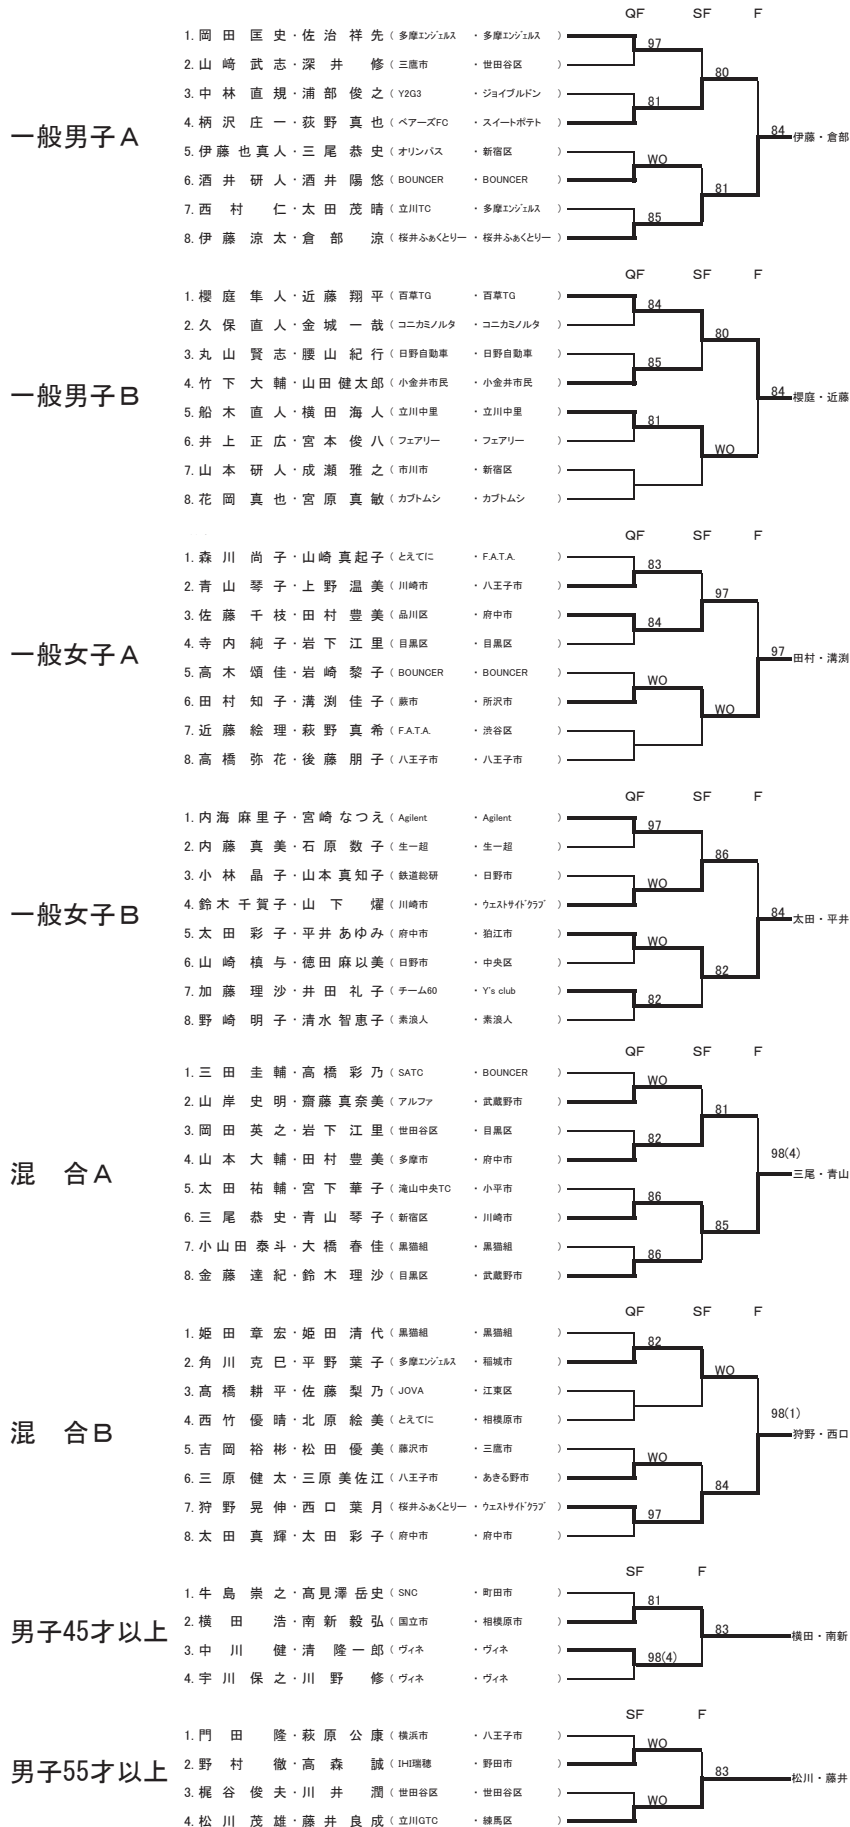 QF SF F
一般男子A
1. 岡田 匡史・佐治 祥先 ( 多摩エンジェルス ・ 多摩エンジェルス )
2. 山﨑 武志・深井 修 ( 三鷹市 ・ 世田谷区 )
3. 中林 直規・浦部 俊之 ( Y2G3 ・ ジョイブルドン )
4. 柄沢 庄一・荻野 真也 ( ベアーズFC ・ スイートポテト )
5. 伊藤 也真人・三尾 恭史 ( オリンパス ・ 新宿区 )
6. 酒井 研人・酒井 陽悠 ( BOUNCER ・ BOUNCER )
7. 西村 仁・太田 茂晴 ( 立川TC ・ 多摩エンジェルス )
8. 伊藤 涼太・倉部 涼 ( 桜井ふぁくとりー ・ 桜井ふぁくとりー )
97
81
WO
85
80
81
84
伊藤・倉部
QF SF F
一般男子B
1. 櫻庭 隼人・近藤 翔平 ( 百草TG ・ 百草TG )
2. 久保 直人・金城 一哉 ( コニカミノルタ ・ コニカミノルタ )
3. 丸山 賢志・腰山 紀行 ( 日野自動車 ・ 日野自動車 )
4. 竹下 大輔・山田 健太郎 ( 小金井市民 ・ 小金井市民 )
5. 船木 直人・横田 海人 ( 立川中里 ・ 立川中里 )
6. 井上 正広・宮本 俊八 ( フェアリー ・ フェアリー )
7. 山本 研人・成瀬 雅之 ( 市川市 ・ 新宿区 )
8. 花岡 真也・宮原 真敏 ( カブトムシ ・ カブトムシ )
84
85
81
80
WO
84
櫻庭・近藤
QF SF F
一般女子A
1. 森川 尚子・山崎 真起子 ( とえてに ・ F.A.T.A. )
2. 青山 琴子・上野 温美 ( 川崎市 ・ 八王子市 )
3. 佐藤 千枝・田村 豊美 ( 品川区 ・ 府中市 )
4. 寺内 純子・岩下 江里 ( 目黒区 ・ 目黒区 )
5. 高木 頌佳・岩崎 黎子 ( BOUNCER ・ BOUNCER )
6. 田村 知子・溝渕 佳子 ( 蕨市 ・ 所沢市 )
7. 近藤 絵理・萩野 真希 ( F.A.T.A. ・ 渋谷区 )
8. 高橋 弥花・後藤 朋子 ( 八王子市 ・ 八王子市 )
83
84
WO
97
WO
97
田村・溝渕
QF SF F
一般女子B
1. 内海 麻里子・宮崎 なつえ ( Agilent ・ Agilent )
2. 内藤 真美・石原 数子 ( 生一超 ・ 生一超 )
3. 小林 晶子・山本 真知子 ( 鉄道総研 ・ 日野市 )
4. 鈴木 千賀子・山下 燿 ( 川崎市 ・ ウェストサイドクラブ )
5. 太田 彩子・平井 あゆみ ( 府中市 ・ 狛江市 )
6. 山崎 槙与・徳田 麻以美 ( 日野市 ・ 中央区 )
7. 加藤 理沙・井田 礼子 ( チーム60 ・ Y's club )
8. 野崎 明子・清水 智恵子 ( 素浪人 ・ 素浪人 )
97
WO
WO
82
86
82
84
太田・平井
QF SF F
混 合A
1. 三田 圭輔・高橋 彩乃 ( SATC ・ BOUNCER )
2. 山岸 史明・齋藤 真奈美 ( アルファ ・ 武蔵野市 )
3. 岡田 英之・岩下 江里 ( 世田谷区 ・ 目黒区 )
4. 山本 大輔・田村 豊美 ( 多摩市 ・ 府中市 )
5. 太田 祐輔・宮下 華子 ( 滝山中央TC ・ 小平市 )
6. 三尾 恭史・青山 琴子 ( 新宿区 ・ 川崎市 )
7. 小山田 泰斗・大橋 春佳 ( 黒猫組 ・ 黒猫組 )
8. 金藤 達紀・鈴木 理沙 ( 目黒区 ・ 武蔵野市 )
WO
82
86
86
81
85
98(4)
三尾・青山
QF SF F
混 合B
1. 姫田 章宏・姫田 清代 ( 黒猫組 ・ 黒猫組 )
2. 角川 克巳・平野 葉子 ( 多摩エンジェルス ・ 稲城市 )
3. 髙橋 耕平・佐藤 梨乃 ( JOVA ・ 江東区 )
4. 西竹 優晴・北原 絵美 ( とえてに ・ 相模原市 )
5. 吉岡 裕彬・松田 優美 ( 藤沢市 ・ 三鷹市 )
6. 三原 健太・三原 美佐江 ( 八王子市 ・ あきる野市 )
7. 狩野 晃伸・西口 葉月 ( 桜井ふぁくとりー ・ ウェストサイドクラブ )
8. 太田 真輝・太田 彩子 ( 府中市 ・ 府中市 )
82
WO
97
WO
84
98(1)
狩野・西口
SF F
男子45才以上
1. 牛島 崇之・髙見澤 岳史 ( SNC ・ 町田市 )
2. 横田 浩・南新 毅弘 ( 国立市 ・ 相模原市 )
3. 中川 健・清 隆一郎 ( ヴィネ ・ ヴィネ )
4. 宇川 保之・川野 修 ( ヴィネ ・ ヴィネ )
81
98(4)
83
横田・南新
SF F
男子55才以上
1. 門田 隆・萩原 公康 ( 横浜市 ・ 八王子市 )
2. 野村 徹・高森 誠 ( IHI瑞穂 ・ 野田市 )
3. 梶谷 俊夫・川井 潤 ( 世田谷区 ・ 世田谷区 )
4. 松川 茂雄・藤井 良成 ( 立川GTC ・ 練馬区 )
WO
WO
83
松川・藤井